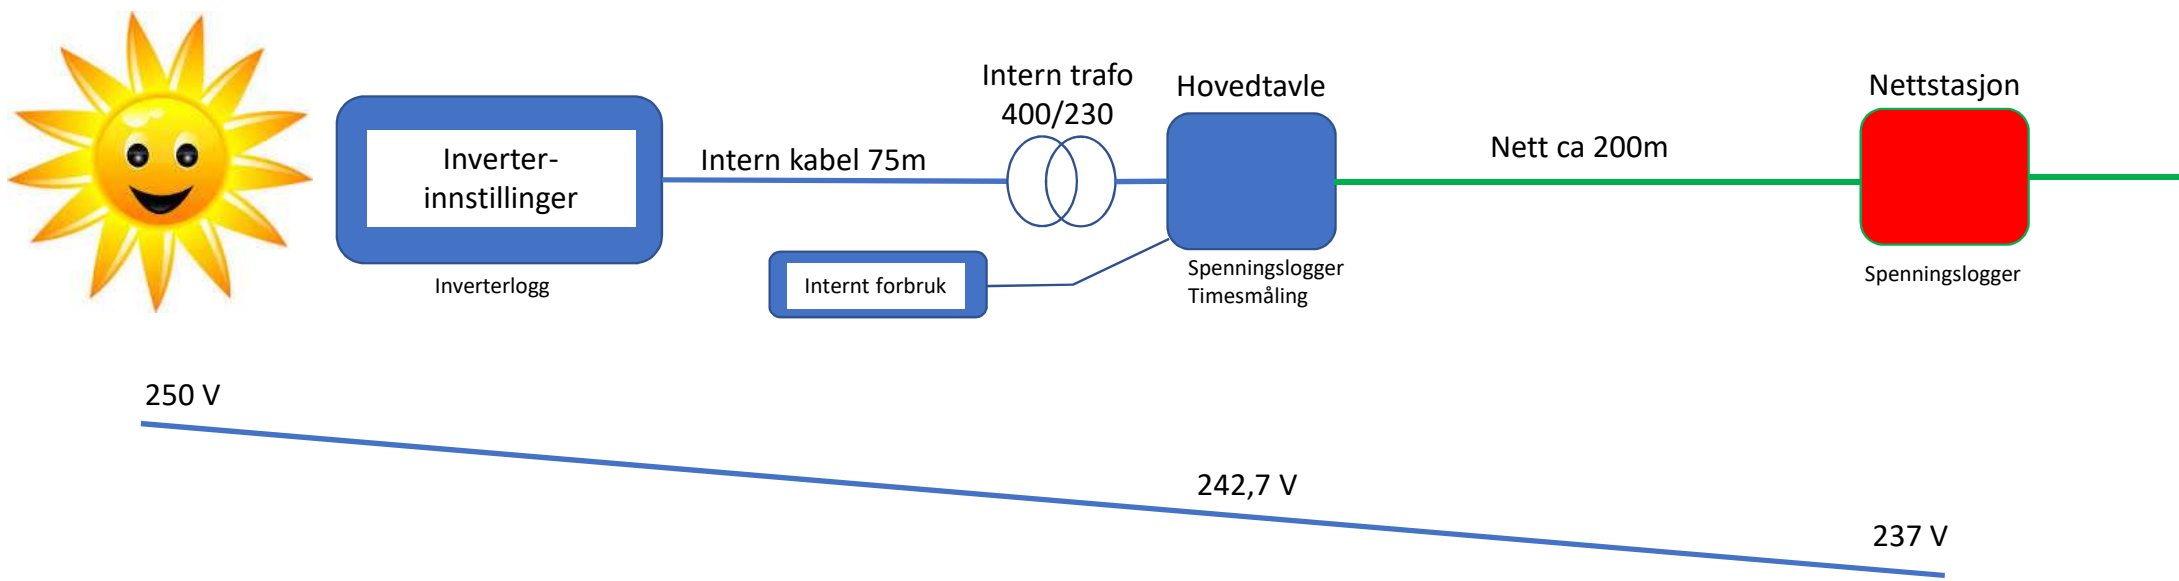 Intern trafo
400/230
Hovedtavle
Nettstasjon
Inverter-
innstillinger
Intern kabel 75m
Nett ca 200m
Inverterlogg
Internt forbruk
Spenningslogger
Timesmåling
Spenningslogger
250 V
242,7 V
237 V